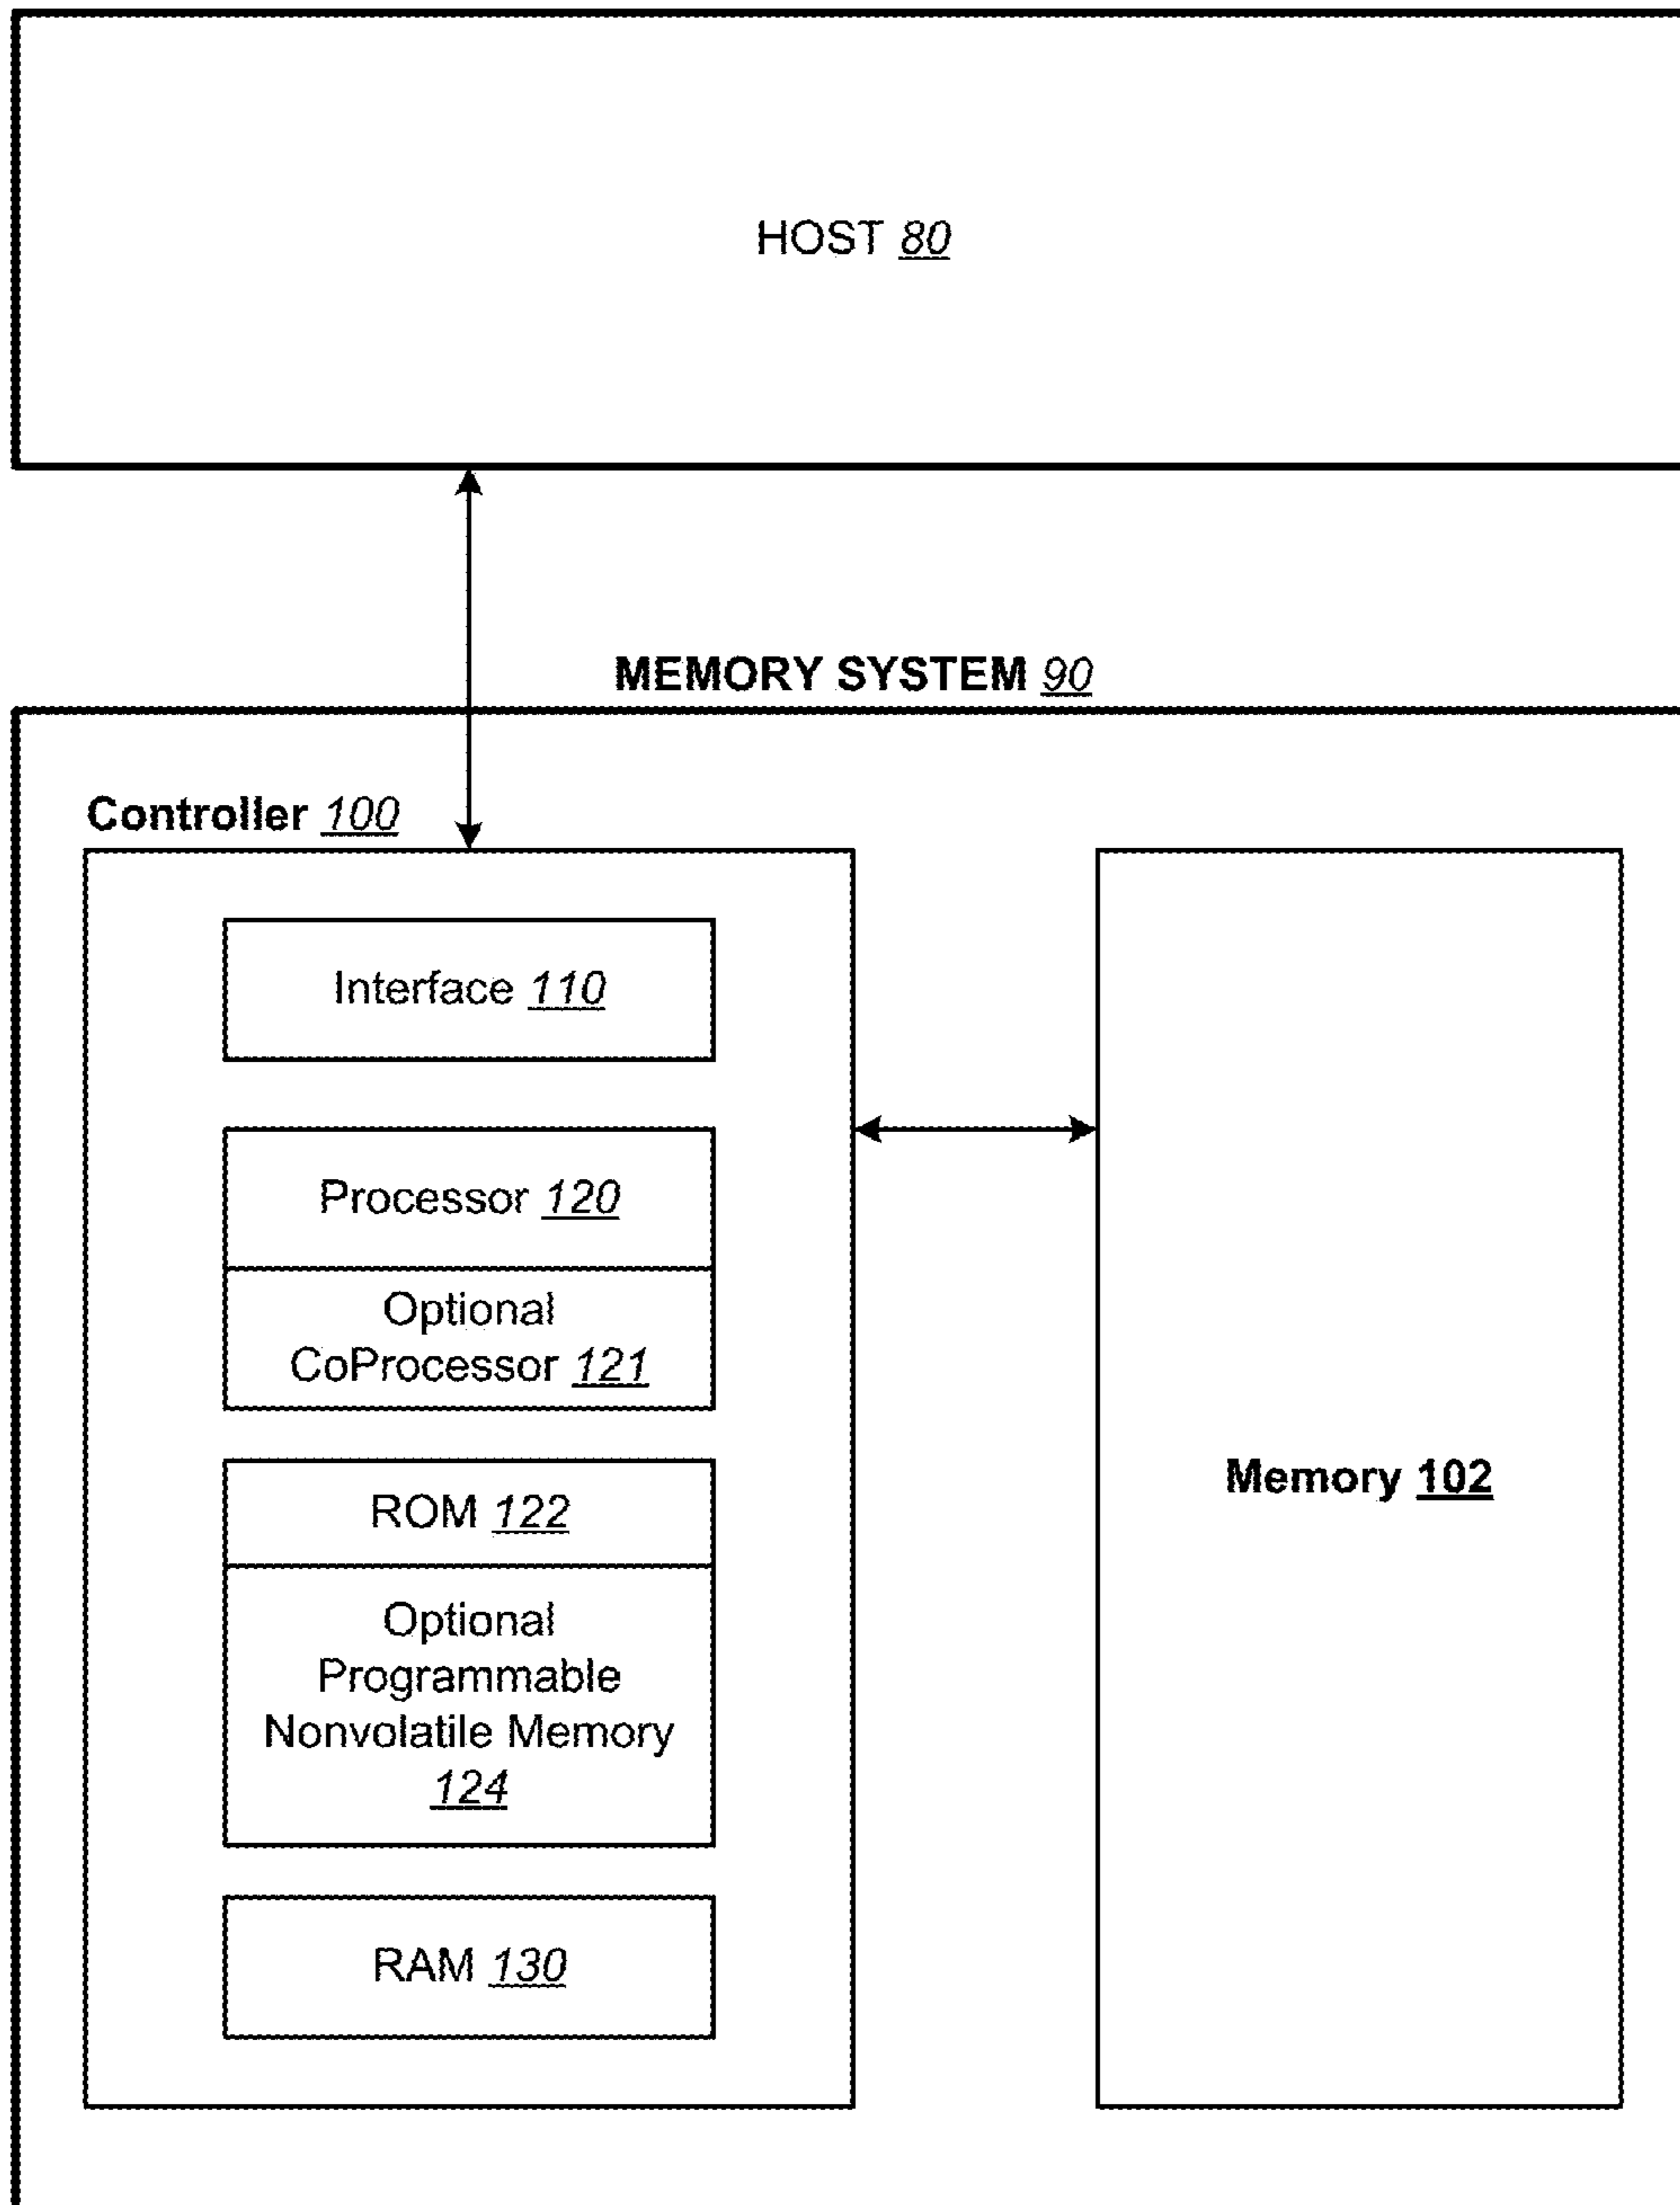 HOST 80
MEMORY SYSTEM 90
Controller 100
Interface 110
Processor 120
Optional
CoProcessor 121
ROM 122
Optional
Programmable
Nonvolatile Memory
124
RAM 130
Memory 102